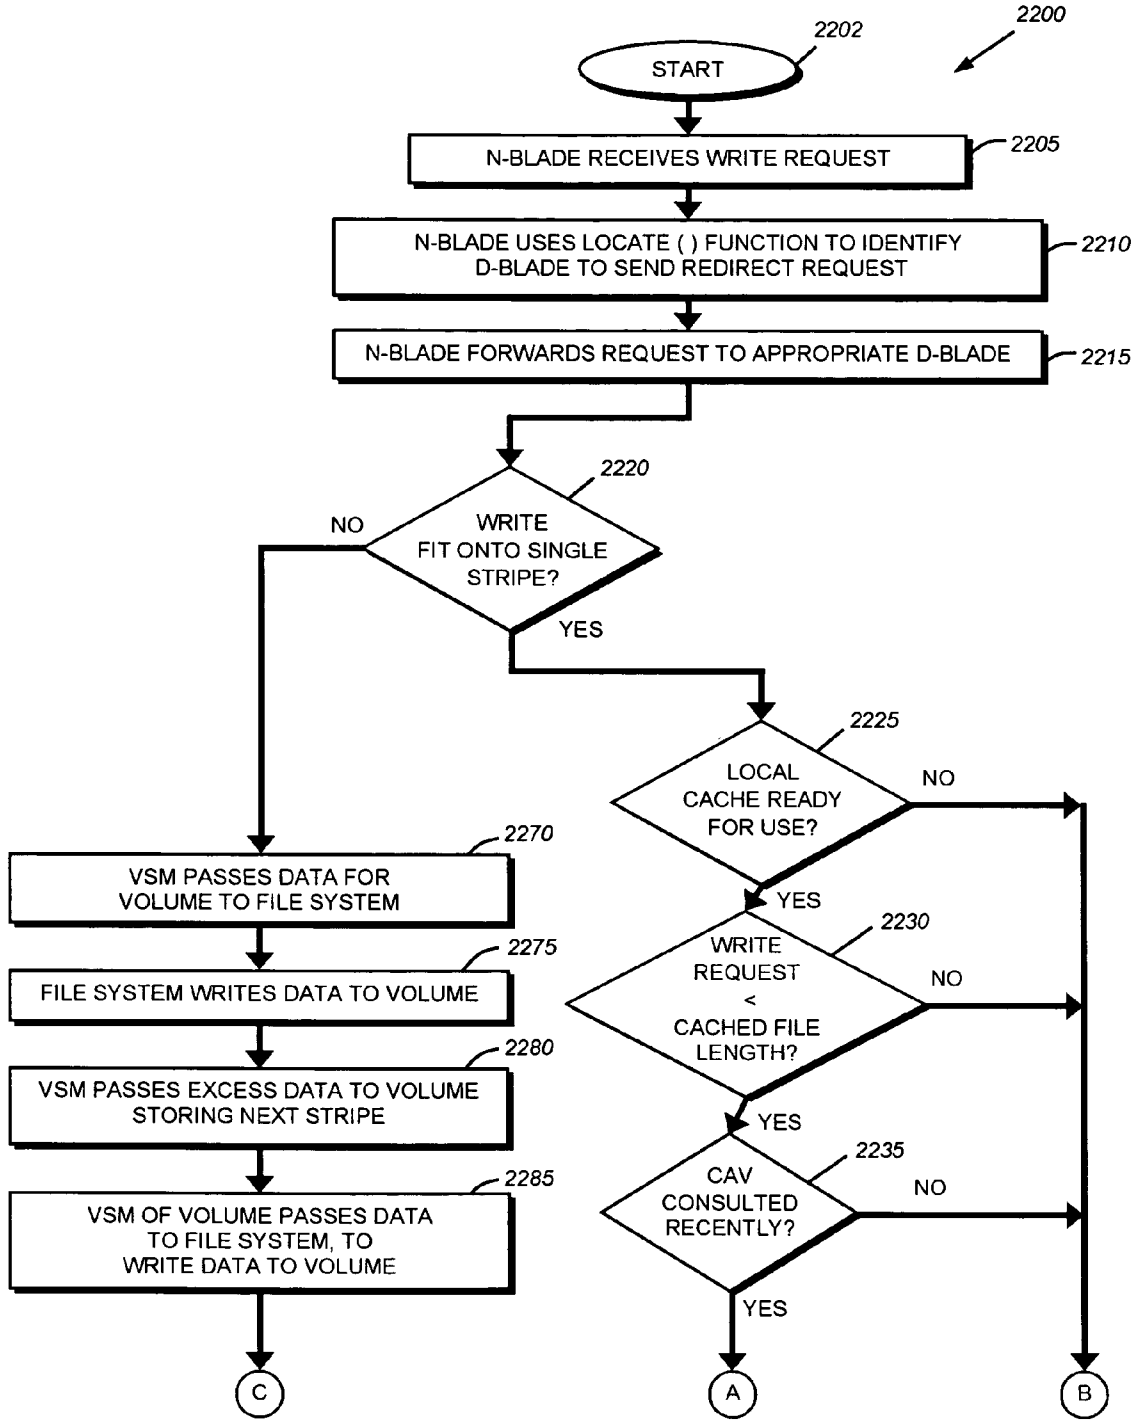 2200
2202
START
2205
N-BLADE RECEIVES WRITE REQUEST
2210
N-BLADE USES LOCATE ( ) FUNCTION TO IDENTIFY
D-BLADE TO SEND REDIRECT REQUEST
2215
N-BLADE FORWARDS REQUEST TO APPROPRIATE D-BLADE
2220
NO
WRITE
FIT ONTO SINGLE
STRIPE?
YES
2225
LOCAL
CACHE READY
FOR USE?
NO
YES
2230
WRITE
REQUEST
<
CACHED FILE
LENGTH?
NO
YES
2235
CAV
CONSULTED
RECENTLY?
NO
YES
2270
VSM PASSES DATA FOR
VOLUME TO FILE SYSTEM
2275
FILE SYSTEM WRITES DATA TO VOLUME
2280
VSM PASSES EXCESS DATA TO VOLUME
STORING NEXT STRIPE
2285
VSM OF VOLUME PASSES DATA
TO FILE SYSTEM, TO
WRITE DATA TO VOLUME
C
A
B